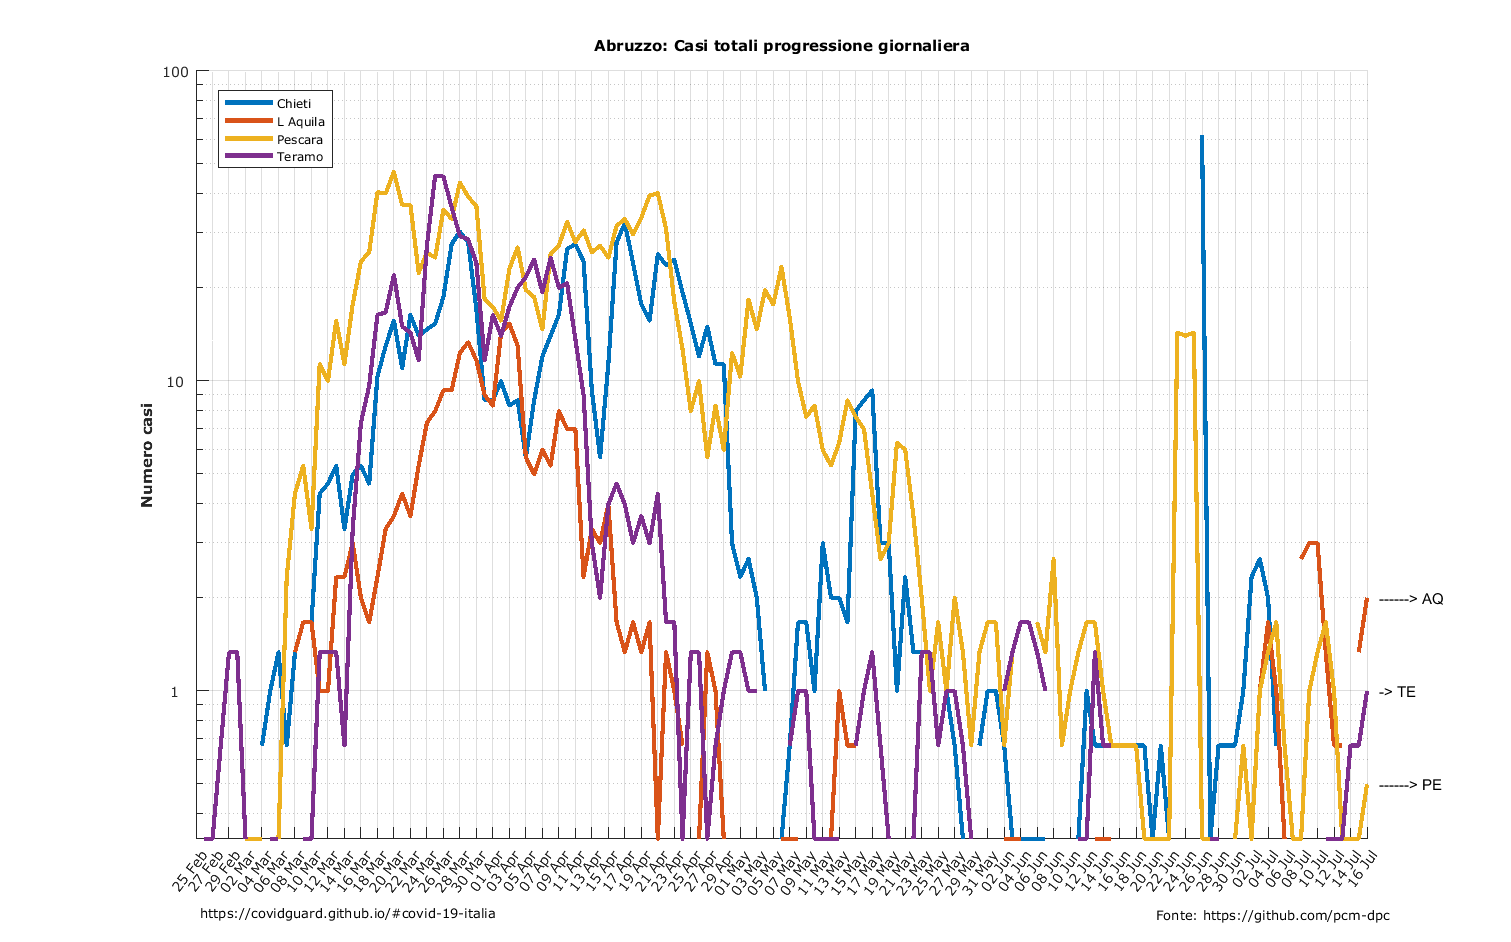 Abruzzo: Casi totali progressione giornaliera
100
10
1
Numero casi
Chieti
L Aquila
Pescara
Teramo
------> AQ
-> TE
------> PE
25 Feb
27 Feb
29 Feb
02 Mar
04 Mar
06 Mar
08 Mar
10 Mar
12 Mar
14 Mar
16 Mar
18 Mar
20 Mar
22 Mar
24 Mar
26 Mar
28 Mar
30 Mar
01 Apr
03 Apr
05 Apr
07 Apr
09 Apr
11 Apr
13 Apr
15 Apr
17 Apr
19 Apr
21 Apr
23 Apr
25 Apr
27 Apr
29 Apr
01 May
03 May
05 May
07 May
09 May
11 May
13 May
15 May
17 May
19 May
21 May
23 May
25 May
27 May
29 May
31 May
02 Jun
04 Jun
06 Jun
08 Jun
10 Jun
12 Jun
14 Jun
16 Jun
18 Jun
20 Jun
22 Jun
24 Jun
26 Jun
28 Jun
30 Jun
02 Jul
04 Jul
06 Jul
08 Jul
10 Jul
12 Jul
14 Jul
16 Jul
https://covidguard.github.io/#covid-19-italia
Fonte: https://github.com/pcm-dpc